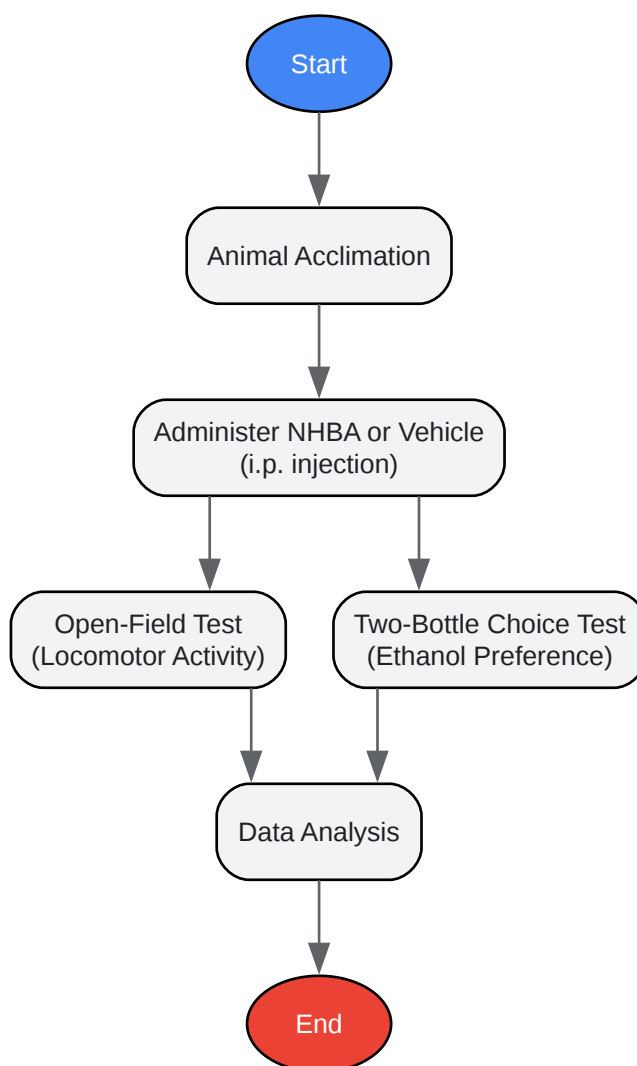 Start
Animal Acclimation
Administer NHBA or Vehicle
(i.p. injection)
Open-Field Test
(Locomotor Activity)
Two-Bottle Choice Test
(Ethanol Preference)
Data Analysis
End